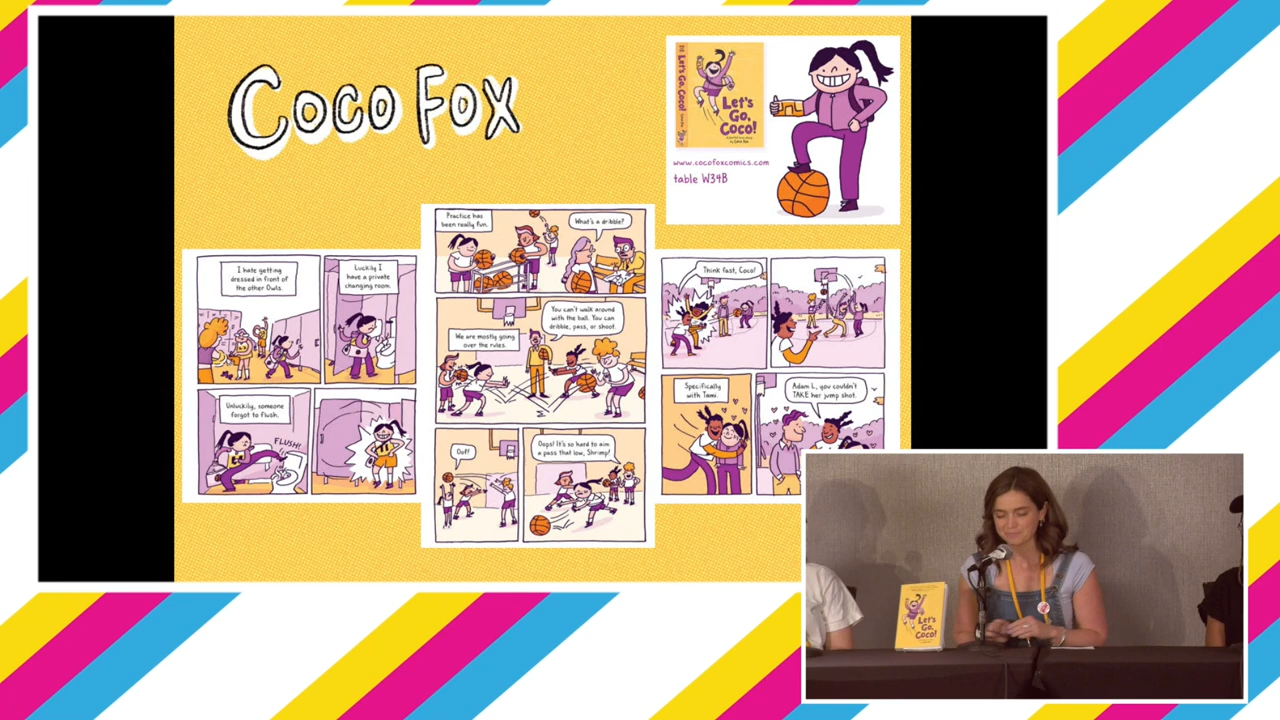 COCO FOX
Let's Go, Coco!
Let's
Go,
Coco!
www.cocofoxcomics.com
table W34B
I hate getting
dressed in front of
the other Owls.
Luckily I
have a private
changing room.
Unluckily, someone
forgot to flush.
FLUSH!
Practice has
been really fun.
What's a dribble?
We are mostly going
over the rules.
You can't walk around
with the ball. You can
dribble, pass, or shoot.
Oof!
Oops! It's so hard to aim
a pass that low, Shrimp!
Think fast, Coco!
Specifically
with Tami.
Adam L, you couldn't
TAKE her jump shot.
Let's
Go,
Coco!